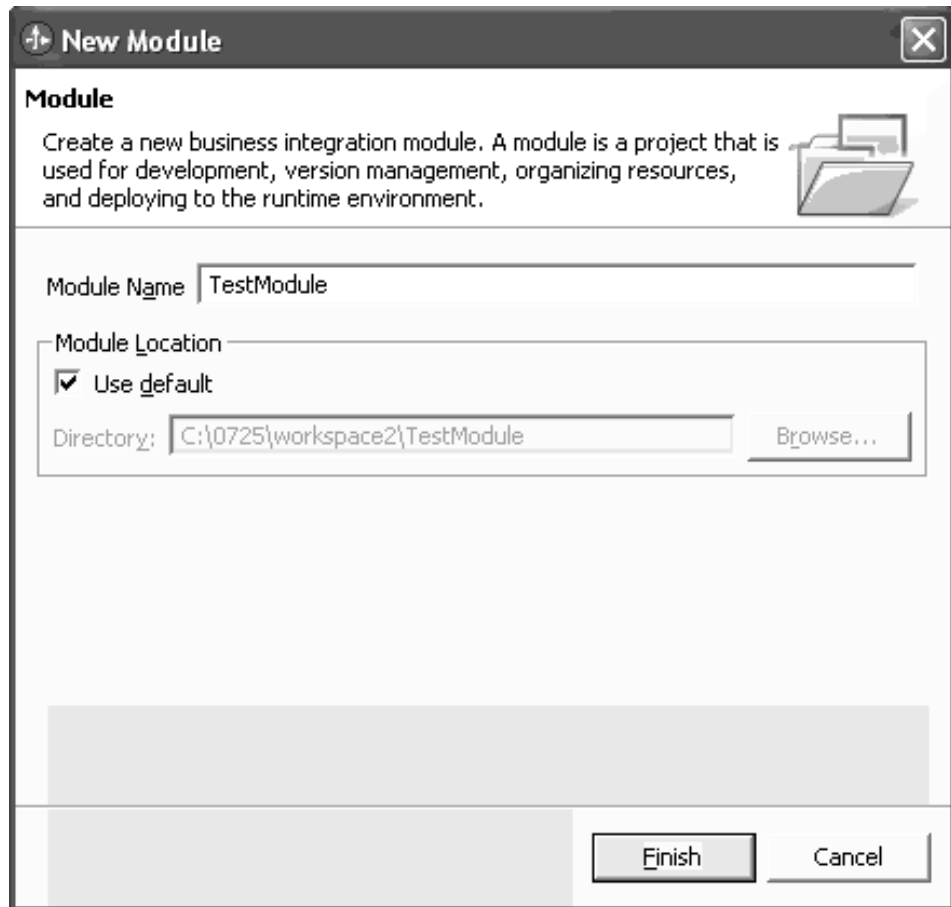 New Module
Module
Create a new business integration module. A module is a project that is
used for development, version management, organizing resources,
and deploying to the runtime environment.
Module Name TestModule
Module Location
Use default
Directory: C:\0725\workspace2\TestModule Browse...
Finish Cancel